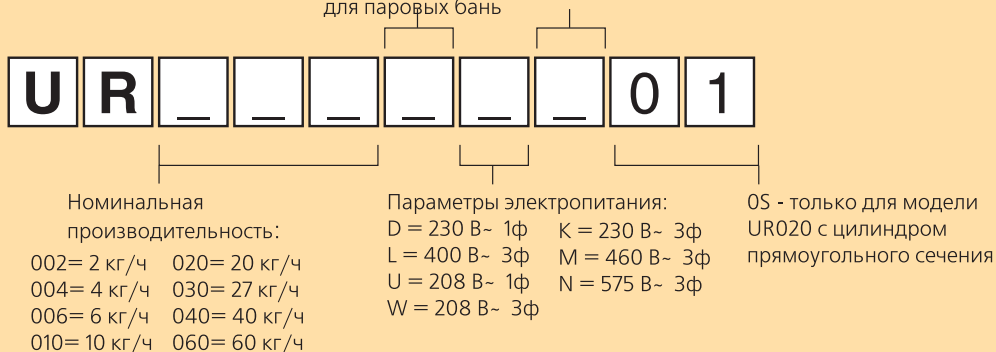 для паровых бань
U R _ _ _ _ _ _ 0 1
Номинальная
производительность:
002= 2 кг/ч 020= 20 кг/ч
004= 4 кг/ч 030= 27 кг/ч
006= 6 кг/ч 040= 40 кг/ч
010= 10 кг/ч 060= 60 кг/ч
Параметры электропитания:
D = 230 В~ 1ф K = 230 В~ 3ф
L = 400 В~ 3ф M = 460 В~ 3ф
U = 208 В~ 1ф N = 575 В~ 3ф
W = 208 В~ 3ф
0S - только для модели
UR020 с цилиндром
прямоугольного сечения